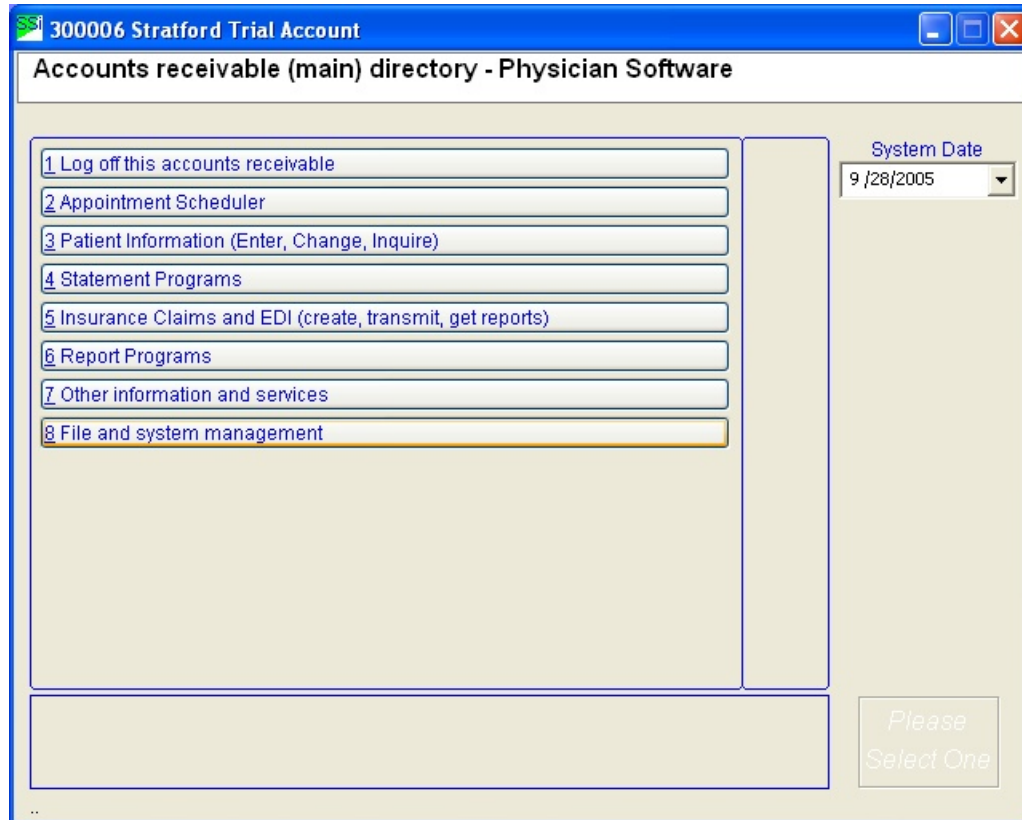 SSI 300006 Stratford Trial Account
Accounts receivable (main) directory - Physician Software
1 Log off this accounts receivable
2 Appointment Scheduler
3 Patient Information (Enter, Change, Inquire)
4 Statement Programs
5 Insurance Claims and EDI (create, transmit, get reports)
6 Report Programs
7 Other information and services
8 File and system management
System Date
9 /28/2005
Please
Select One
..